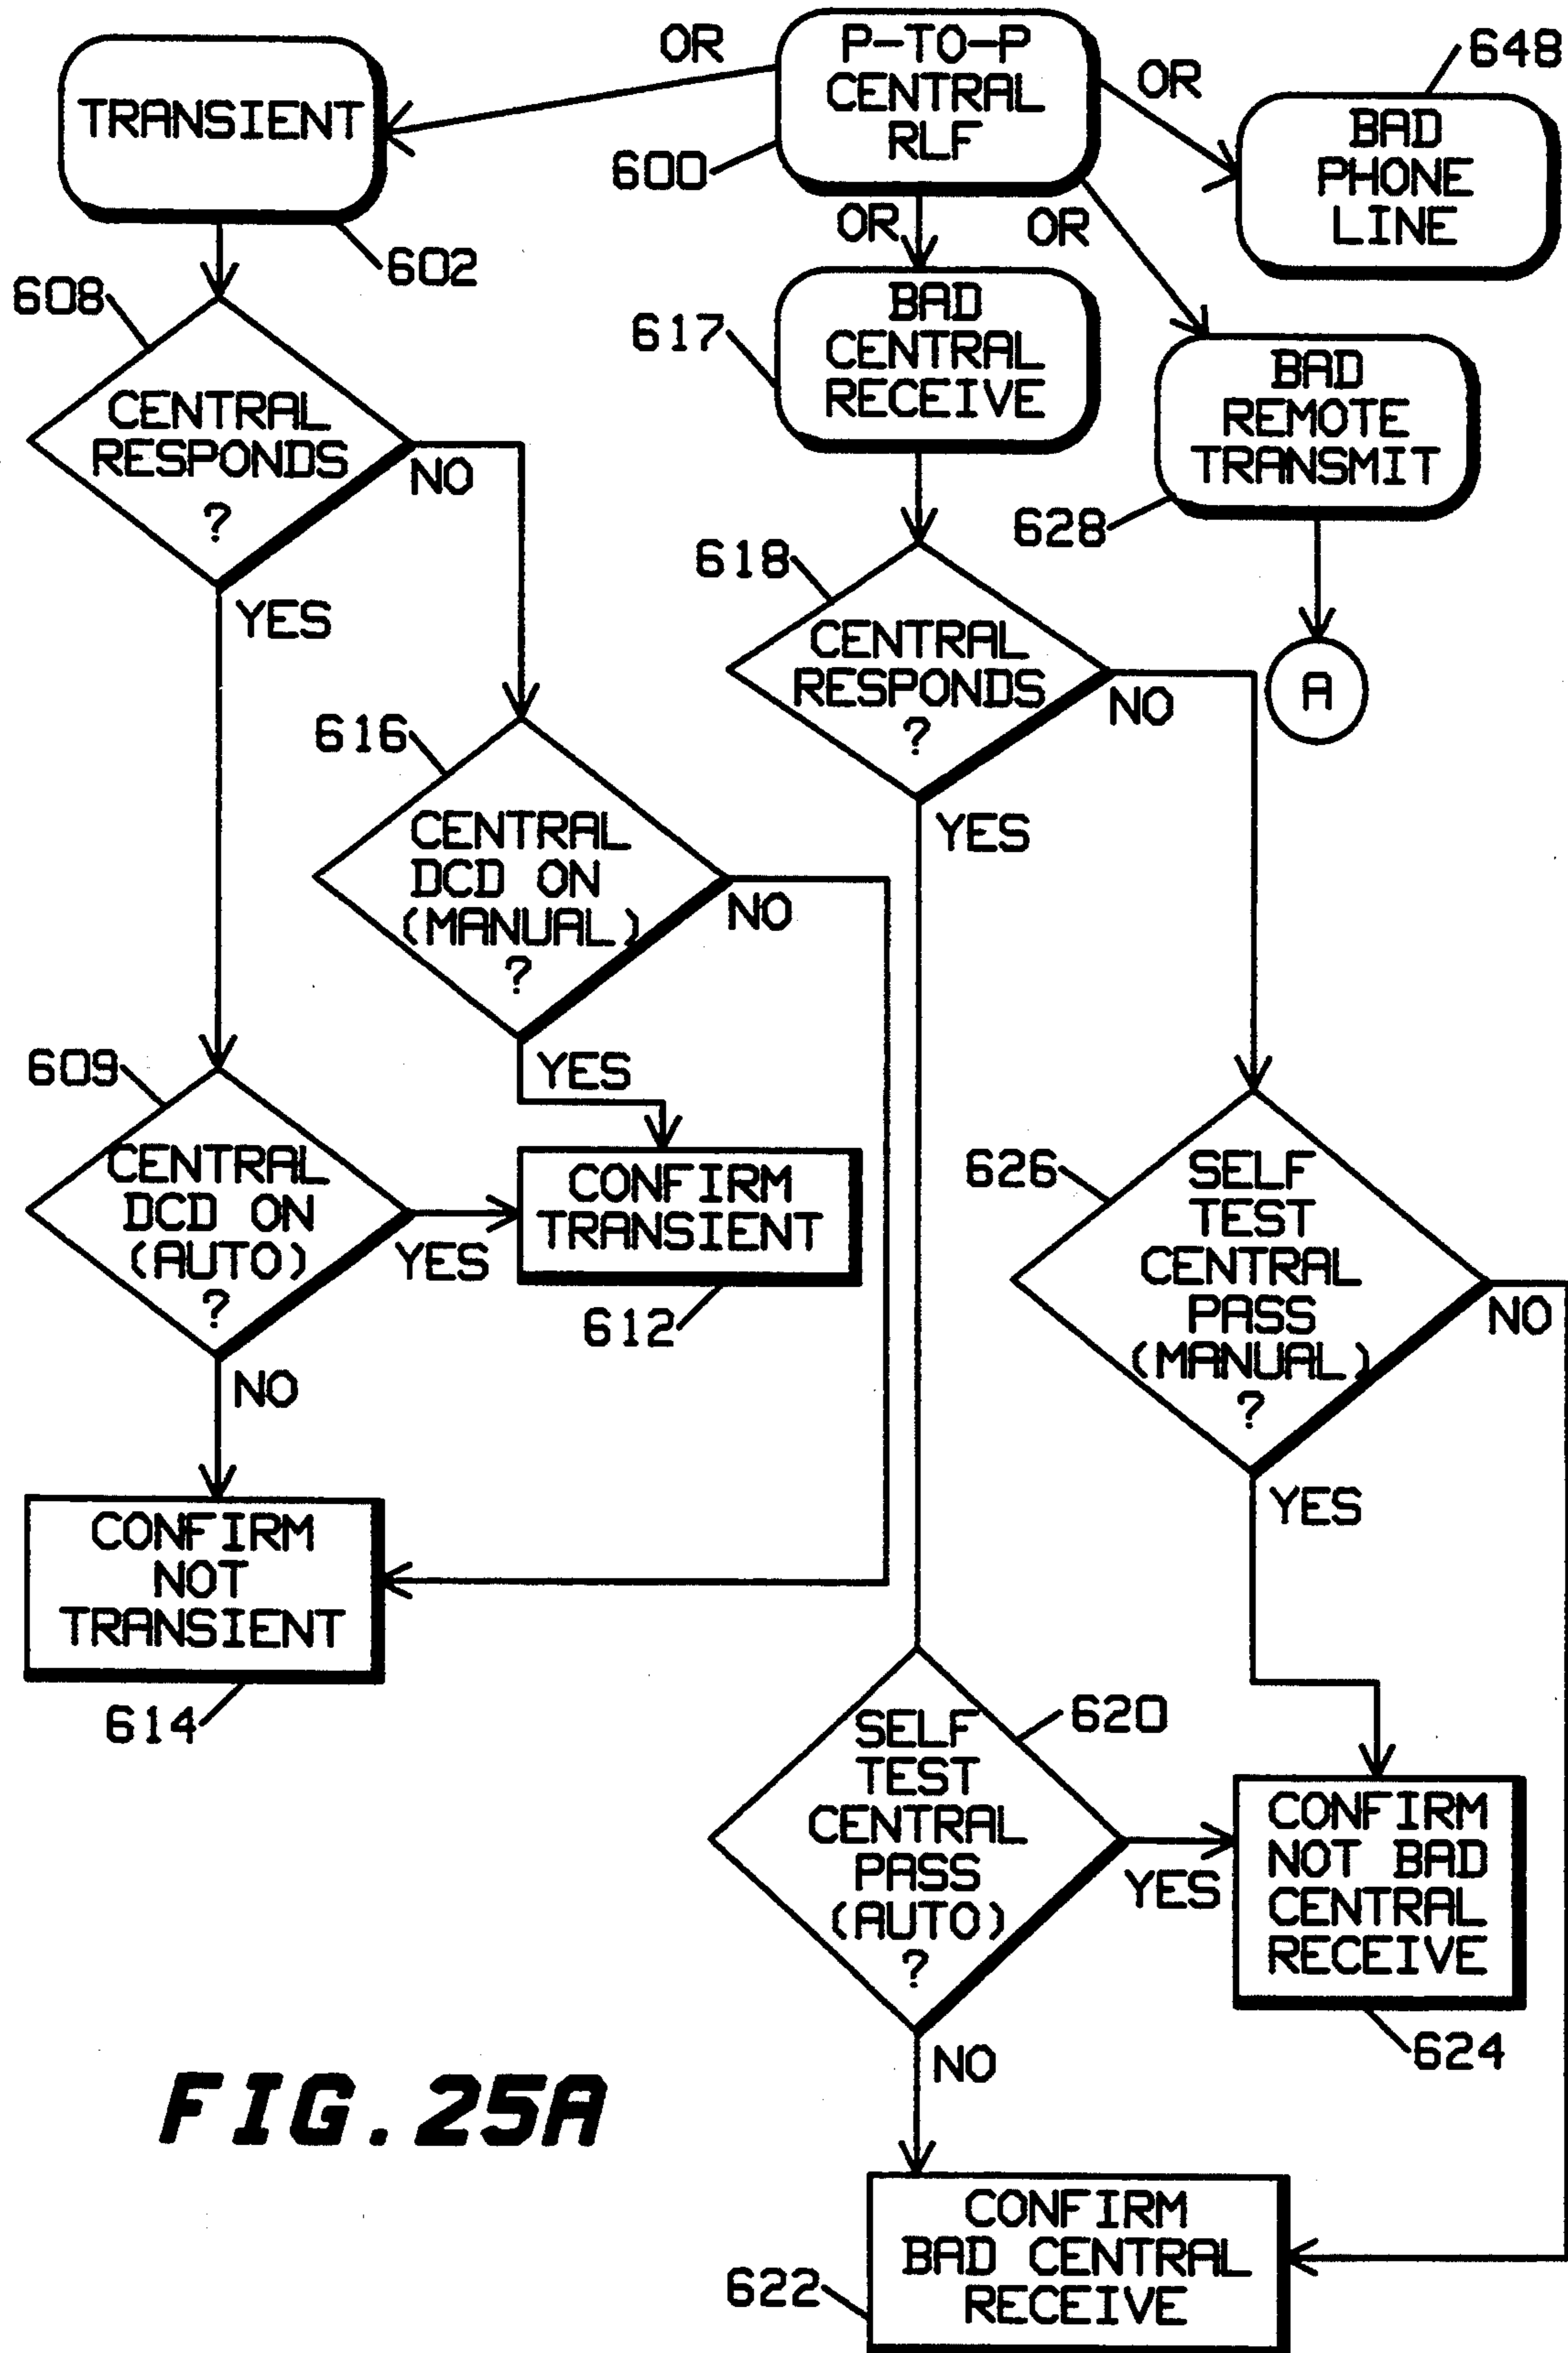 OR
P-TO-P
CENTRAL
RLF
OR
648
TRANSIENT
600
BAD
PHONE
LINE
602
OR
OR
608
617
BAD
CENTRAL
RECEIVE
BAD
REMOTE
TRANSMIT
CENTRAL
RESPONDS
?
NO
628
YES
618
CENTRAL
RESPONDS
?
NO
A
616
YES
CENTRAL
DCD ON
(MANUAL)
?
NO
YES
609
CENTRAL
DCD ON
(AUTO)
?
YES
CONFIRM
TRANSIENT
612
626
SELF
TEST
CENTRAL
PASS
(MANUAL)
?
NO
NO
YES
CONFIRM
NOT
TRANSIENT
614
SELF
TEST
CENTRAL
PASS
(AUTO)
?
620
YES
CONFIRM
NOT BAD
CENTRAL
RECEIVE
624
NO
FIG.25A
CONFIRM
BAD CENTRAL
RECEIVE
622